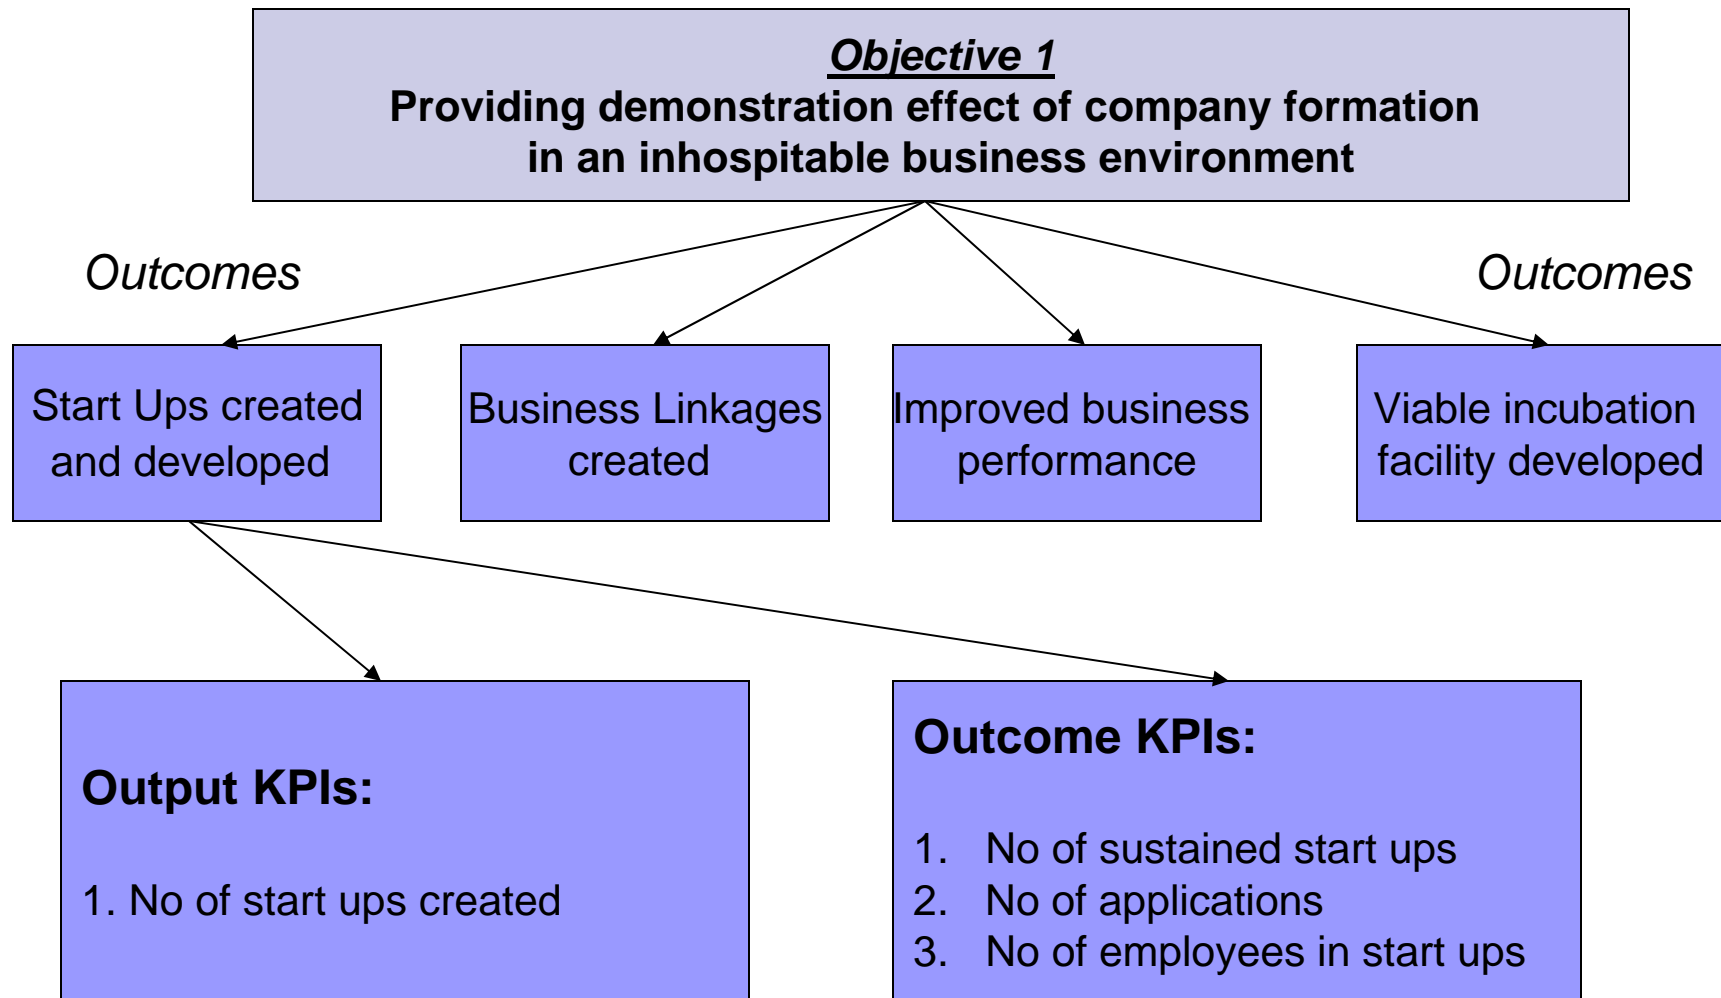 Objective 1
Providing demonstration effect of company formation
in an inhospitable business environment
Outcomes
Outcomes
Start Ups created
and developed
Business Linkages
created
Improved business
performance
Viable incubation
facility developed
Output KPIs:
1. No of start ups created
Outcome KPIs:
1. No of sustained start ups
2. No of applications
3. No of employees in start ups